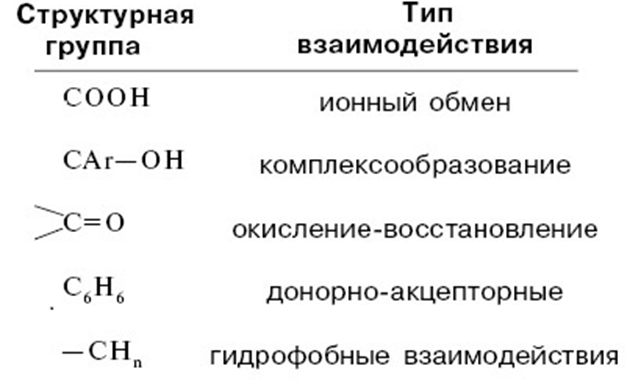 Структурная группа Тип взаимодействия
COOH ионный обмен
CAr—OH комплексообразование
>C=O окисление-восстановление
C₆H₆ донорно-акцепторные
—CHₙ гидрофобные взаимодействия